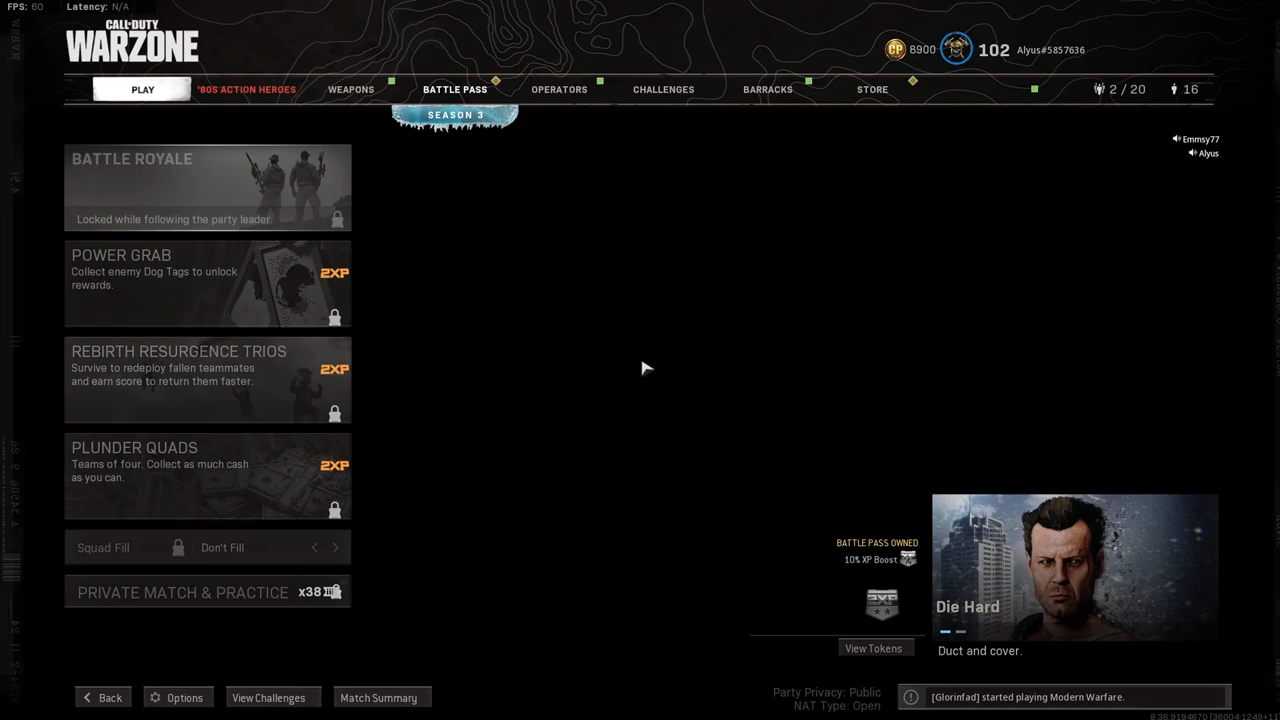 FPS: 60 Latency: N/A
CALL OF DUTY
WARZONE
CP 8900 102 Alyus#5857636
PLAY '80S ACTION HEROES WEAPONS BATTLE PASS OPERATORS CHALLENGES BARRACKS STORE 2 / 20 16
SEASON 3
Emmsy77
Alyus
BATTLE ROYALE
Locked while following the party leader.
POWER GRAB
Collect enemy Dog Tags to unlock
rewards.
2XP
REBIRTH RESURGENCE TRIOS
Survive to redeploy fallen teammates
and earn score to return them faster.
2XP
PLUNDER QUADS
Teams of four. Collect as much cash
as you can.
2XP
Squad Fill Don't Fill
PRIVATE MATCH & PRACTICE x38
BATTLE PASS OWNED
10% XP Boost
2XP
View Tokens
Die Hard
Duct and cover.
Back Options View Challenges Match Summary
Party Privacy: Public
NAT Type: Open
[Glorinfad] started playing Modern Warfare.